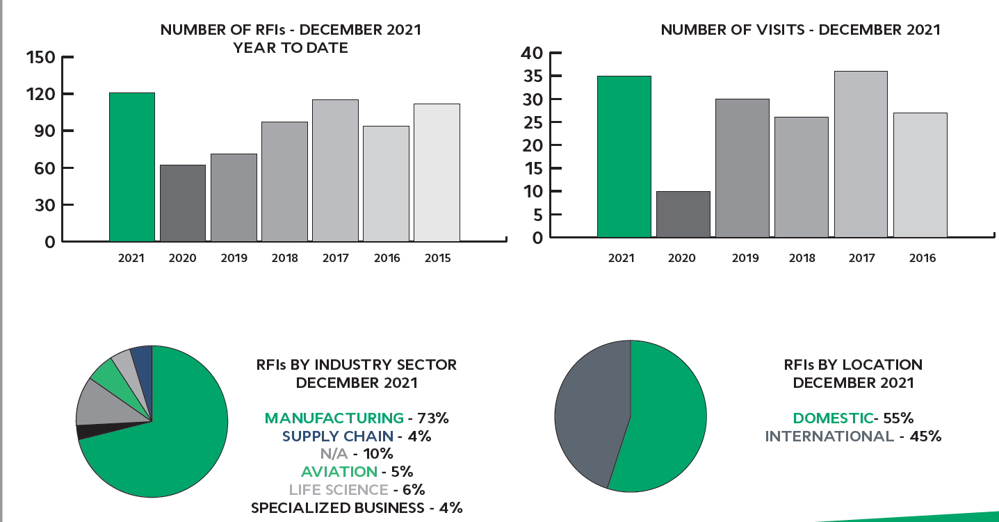 NUMBER OF RFIs - DECEMBER 2021
YEAR TO DATE
150
120
90
60
30
0
2021 2020 2019 2018 2017 2016 2015
NUMBER OF VISITS - DECEMBER 2021
40
35
30
25
20
15
10
5
0
2021 2020 2019 2018 2017 2016
RFIs BY INDUSTRY SECTOR
DECEMBER 2021
MANUFACTURING - 73%
SUPPLY CHAIN - 4%
N/A - 10%
AVIATION - 5%
LIFE SCIENCE - 6%
SPECIALIZED BUSINESS - 4%
RFIs BY LOCATION
DECEMBER 2021
DOMESTIC- 55%
INTERNATIONAL - 45%